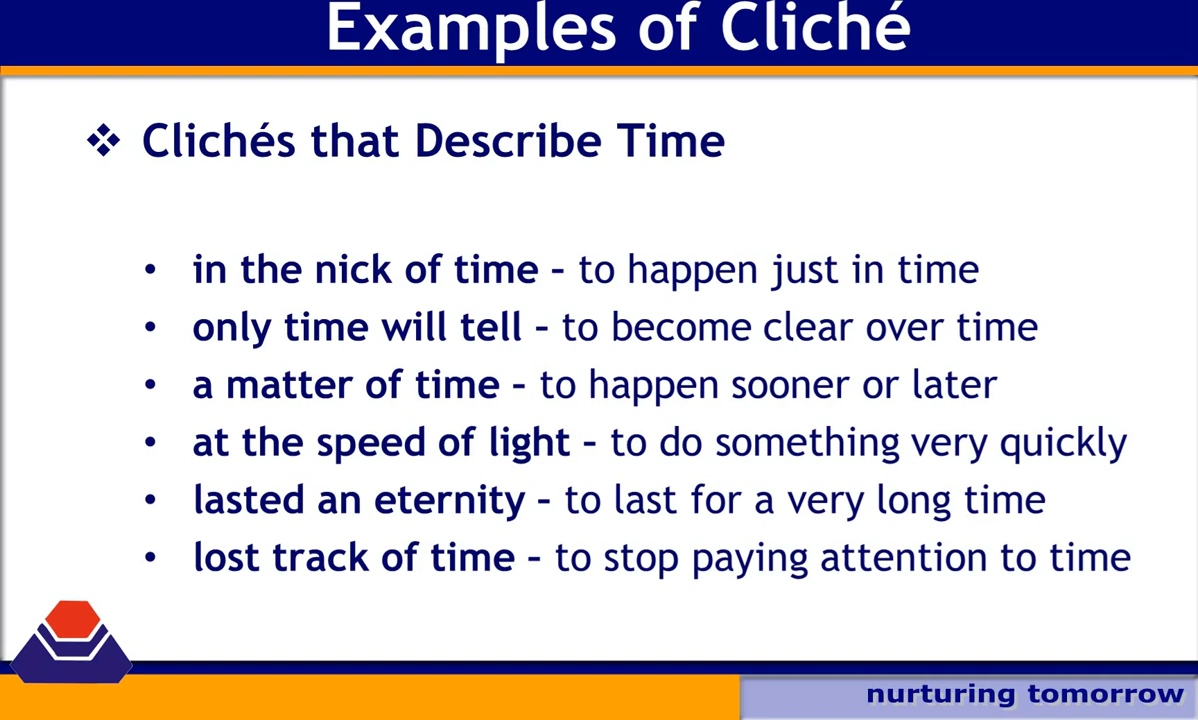 Examples of Cliché
❖ Clichés that Describe Time
• in the nick of time – to happen just in time
• only time will tell – to become clear over time
• a matter of time – to happen sooner or later
• at the speed of light – to do something very quickly
• lasted an eternity – to last for a very long time
• lost track of time – to stop paying attention to time
nurturing tomorrow